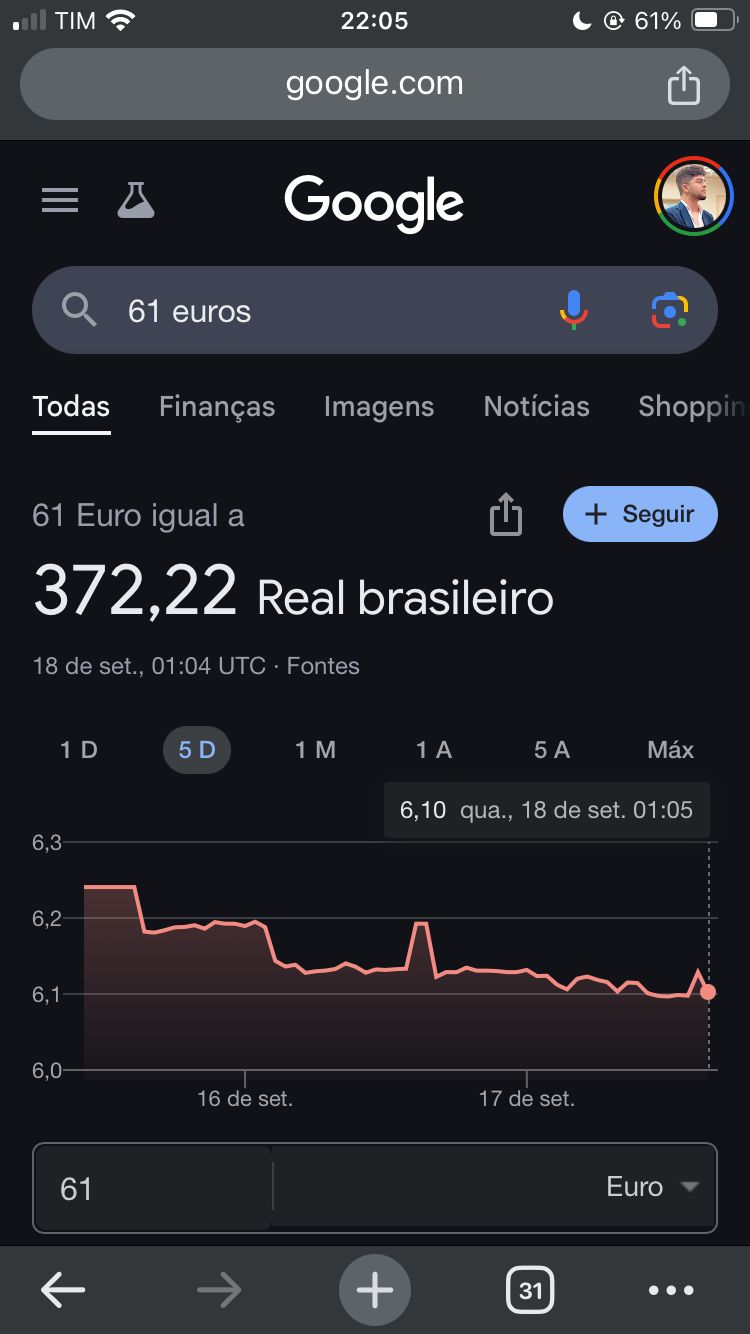 TIM 22:05 61%
google.com
Google
61 euros
Todas Finanças Imagens Notícias Shoppin
61 Euro igual a + Seguir
372,22 Real brasileiro
18 de set., 01:04 UTC · Fontes
1 D 5 D 1 M 1 A 5 A Máx
6,10 qua., 18 de set. 01:05
6,3
6,2
6,1
6,0
16 de set. 17 de set.
61 Euro
31